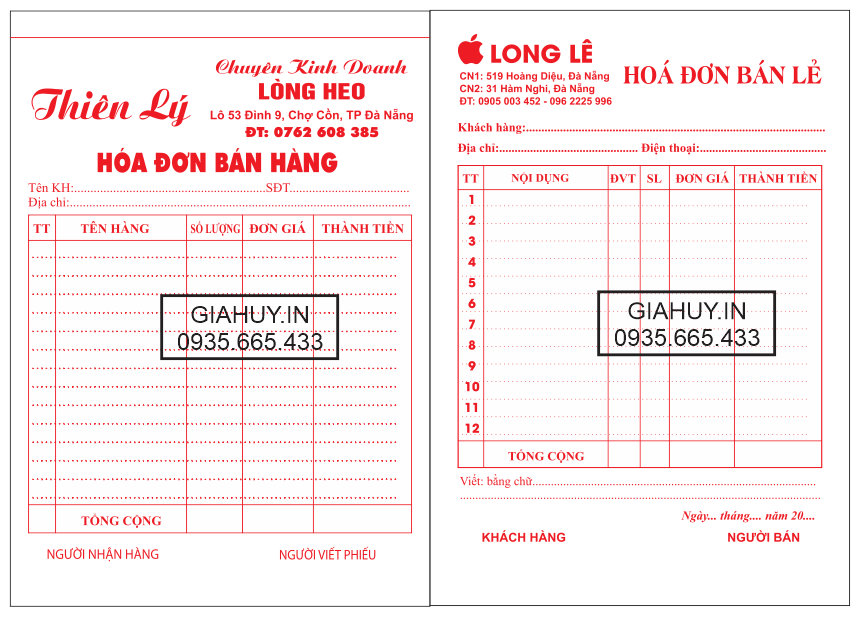 Thiên Lý
Chuyên Kinh Doanh
LÒNG HEO
Lô 53 Đình 9, Chợ Cồn, TP Đà Nẵng
ĐT: 0762 608 385
HÓA ĐƠN BÁN HÀNG
Tên KH:..........................................................SĐT....................................
Địa chỉ:..........................................................................................................
TT TÊN HÀNG SỐ LƯỢNG ĐƠN GIÁ THÀNH TIỀN
GIAHUY.IN
0935.665.433
TỔNG CỘNG
NGƯỜI NHẬN HÀNG NGƯỜI VIẾT PHIẾU
LONG LÊ
CN1: 519 Hoàng Diệu, Đà Nẵng
CN2: 31 Hàm Nghi, Đà Nẵng
ĐT: 0905 003 452 - 096 2225 996
HOÁ ĐƠN BÁN LẺ
Khách hàng:...................................................................................
Địa chỉ:....................................... Điện thoại:...................................
TT NỘI DỤNG ĐVT SL ĐƠN GIÁ THÀNH TIỀN
1
2
3
4
5
6
7
8
9
10
11
12
GIAHUY.IN
0935.665.433
TỔNG CỘNG
Viết: bằng chữ...............................................................................................
Ngày... tháng.... năm 20....
KHÁCH HÀNG NGƯỜI BÁN